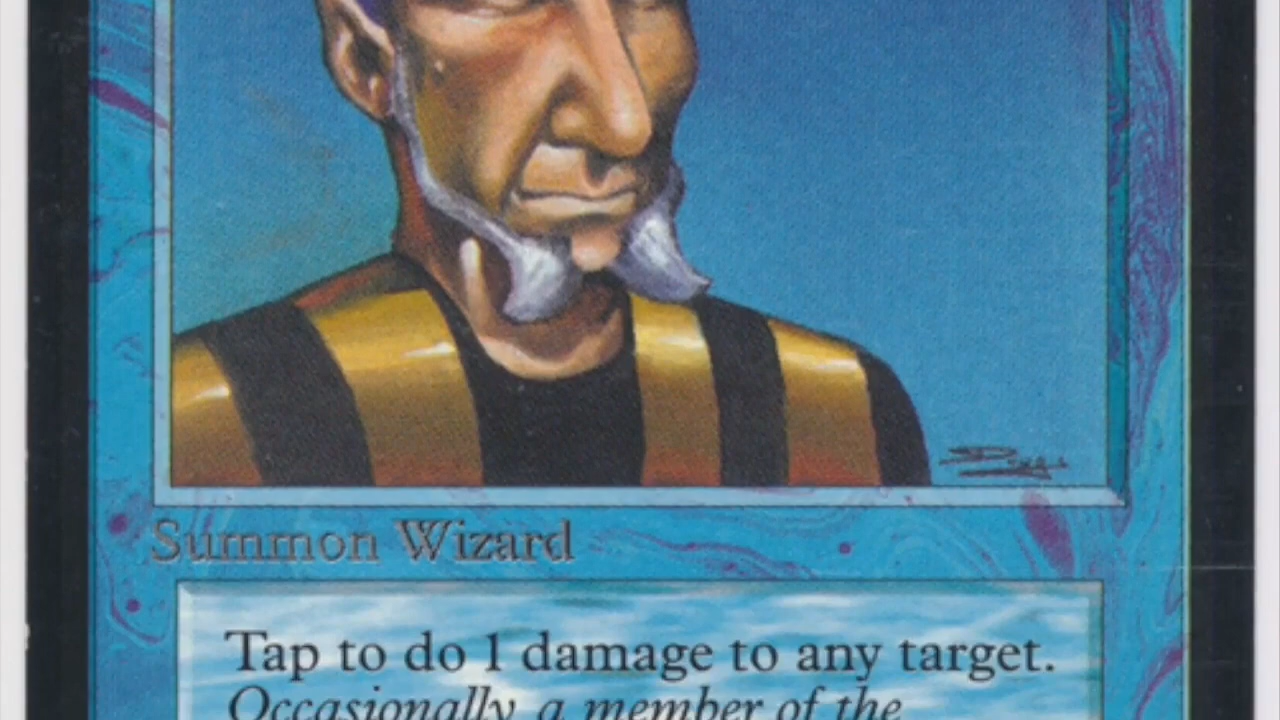 Summon Wizard
Tap to do 1 damage to any target.
Occasionally a member of the